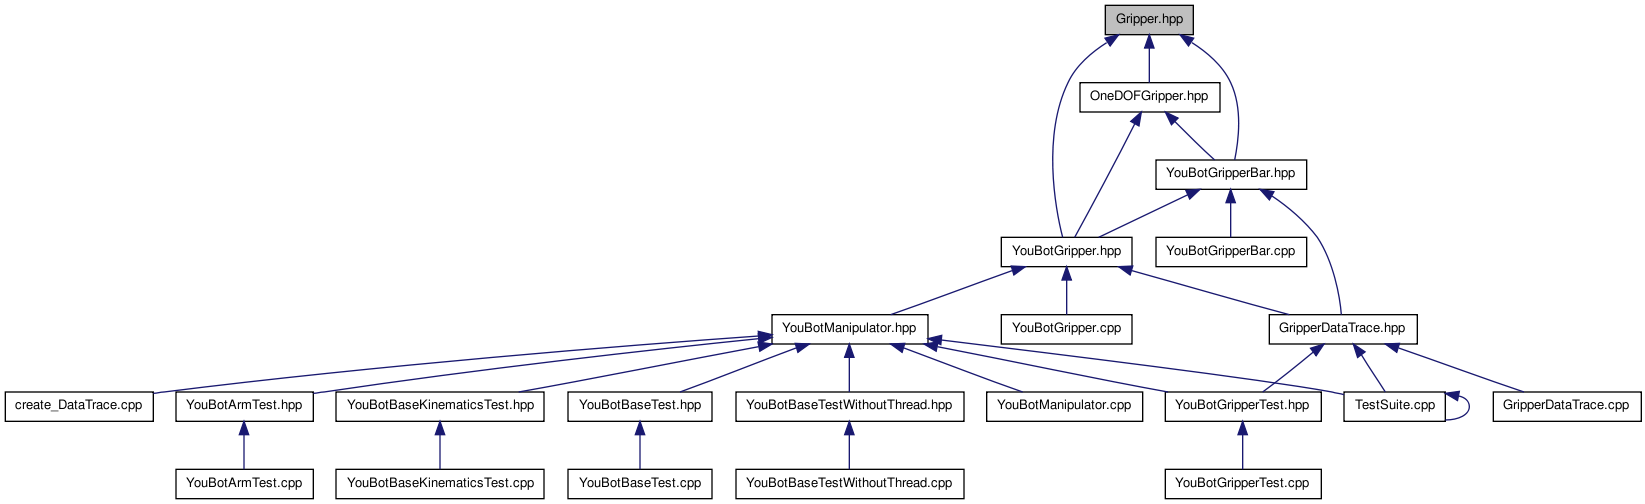 Gripper.hpp
OneDOFGripper.hpp
YouBotGripperBar.hpp
YouBotGripper.hpp
YouBotGripperBar.cpp
YouBotManipulator.hpp
YouBotGripper.cpp
GripperDataTrace.hpp
create_DataTrace.cpp
YouBotArmTest.hpp
YouBotBaseKinematicsTest.hpp
YouBotBaseTest.hpp
YouBotBaseTestWithoutThread.hpp
YouBotManipulator.cpp
YouBotGripperTest.hpp
TestSuite.cpp
GripperDataTrace.cpp
YouBotArmTest.cpp
YouBotBaseKinematicsTest.cpp
YouBotBaseTest.cpp
YouBotBaseTestWithoutThread.cpp
YouBotGripperTest.cpp